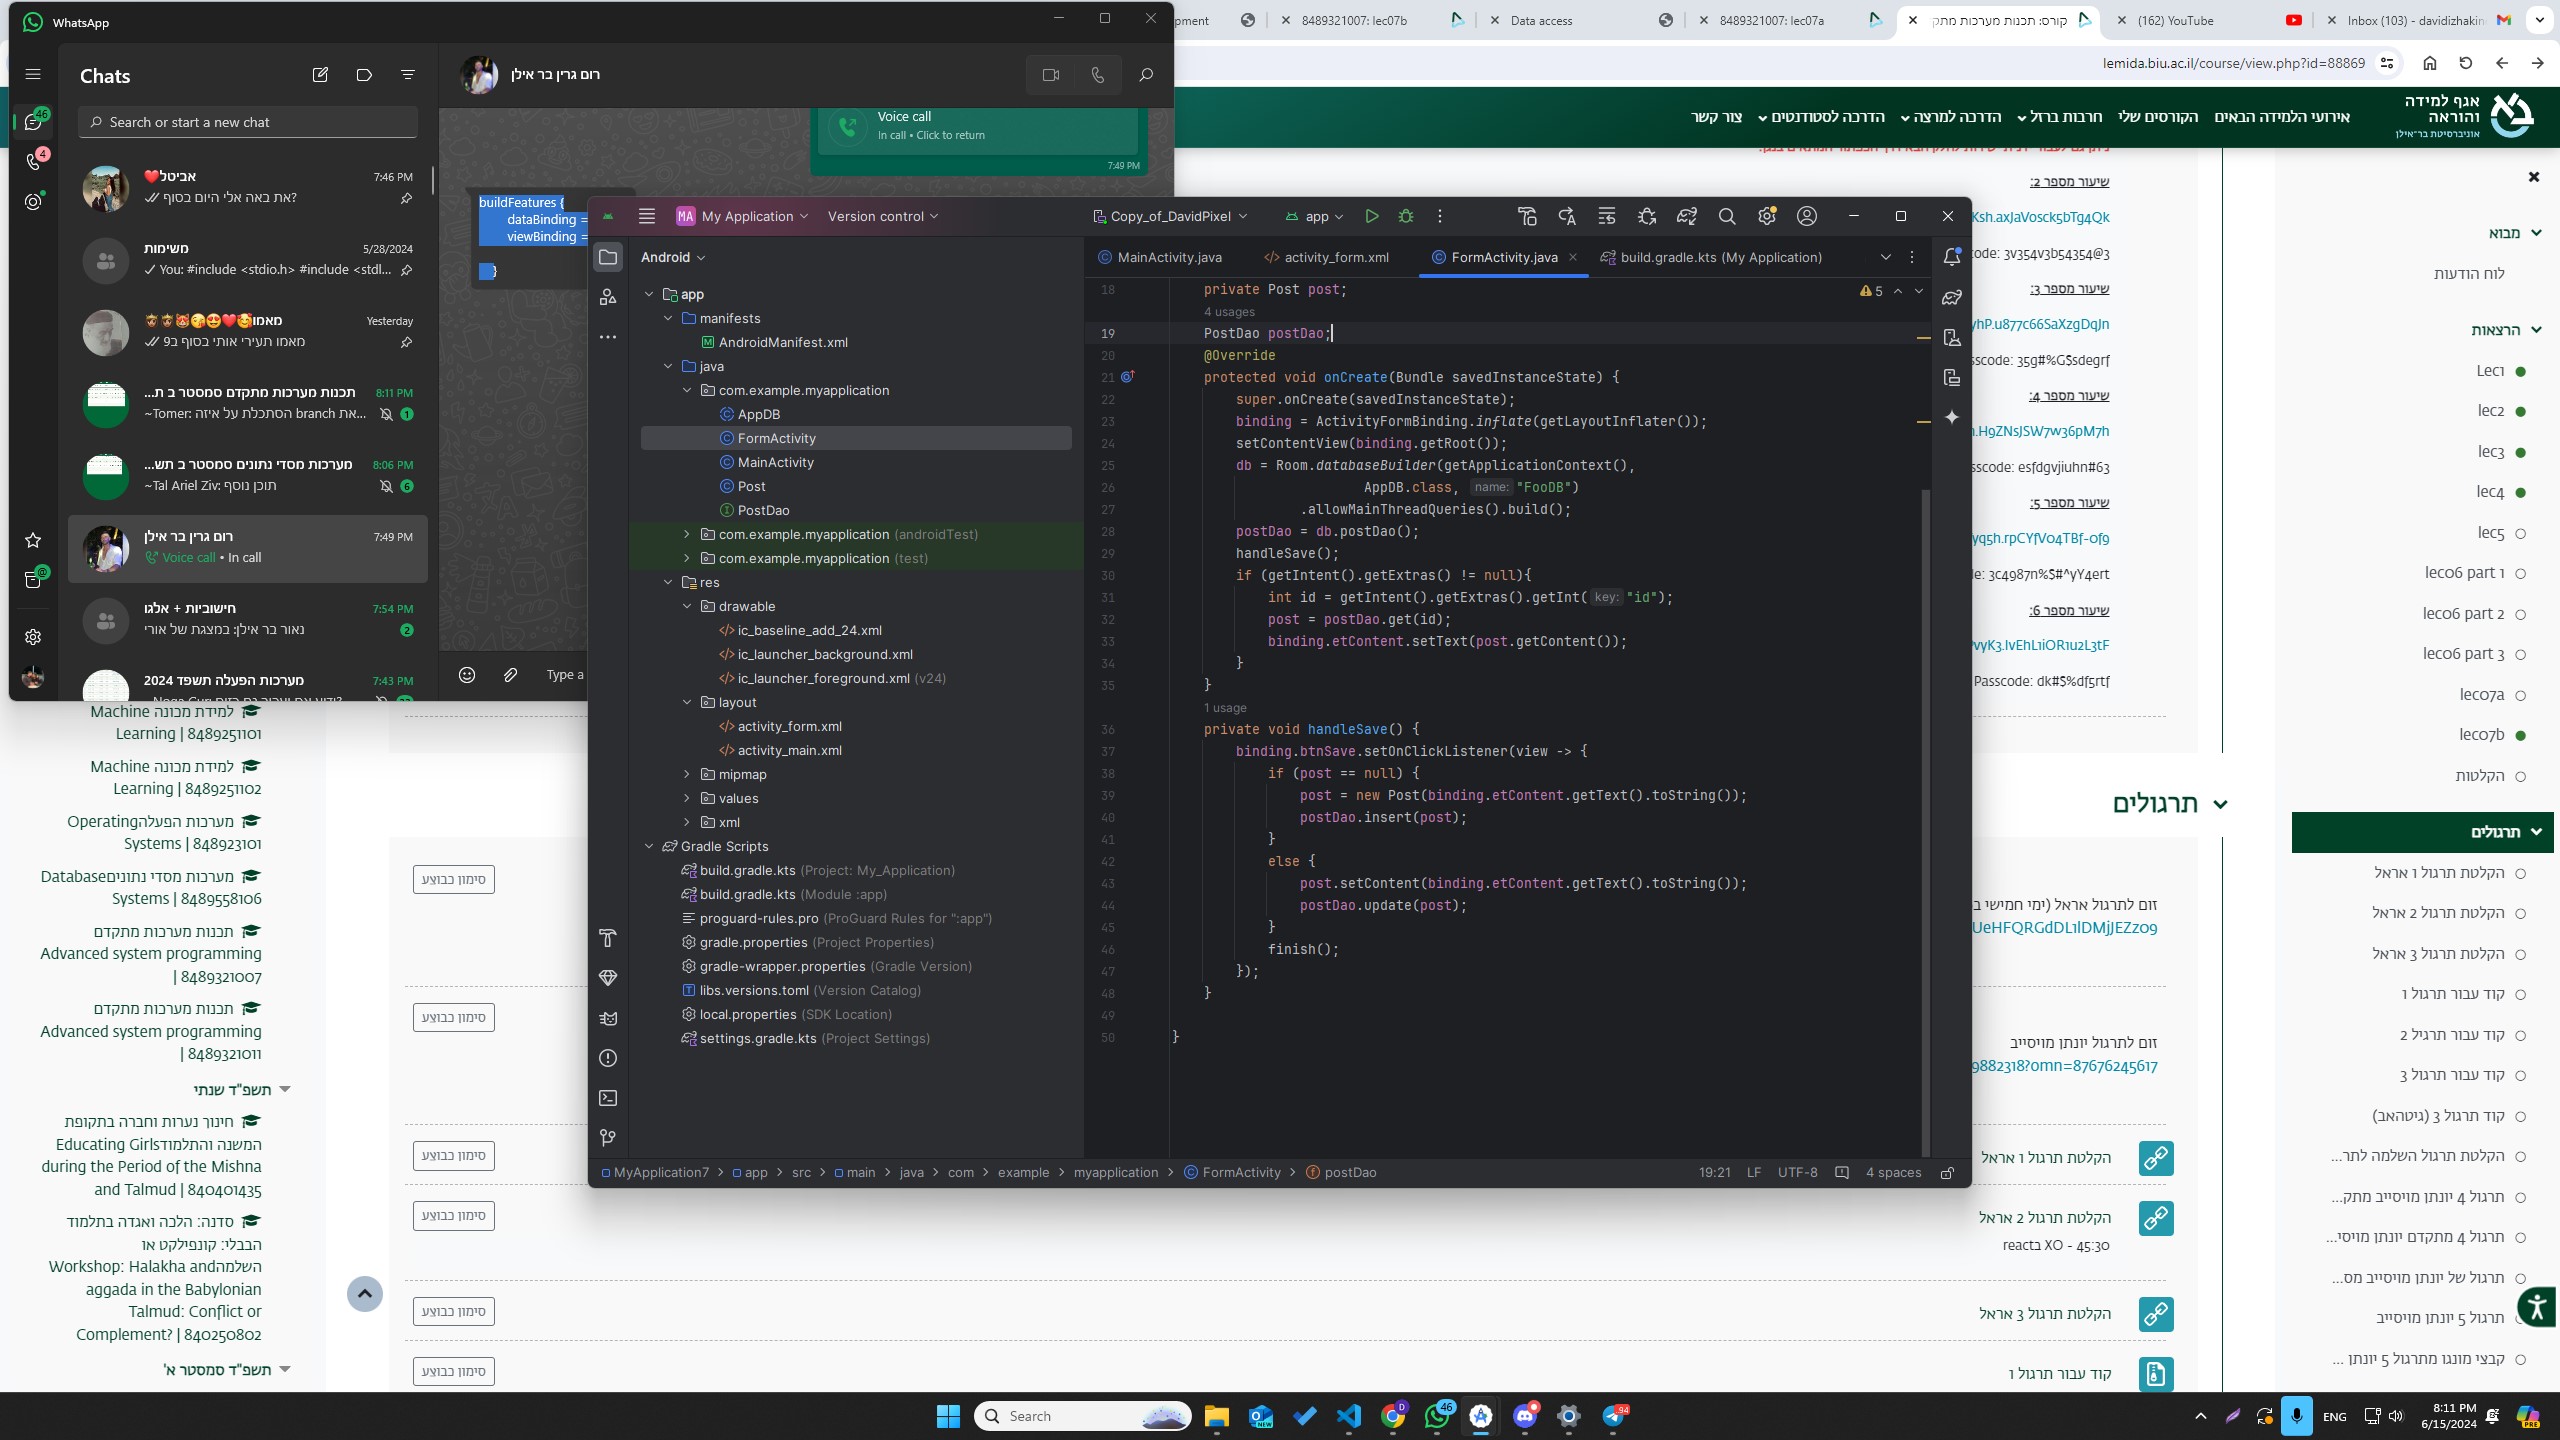 WhatsApp
Chats
Search or start a new chat
46
4
אביטל❤️
7:46 PM
את באה אלי היום בסוף?
משימות
5/28/2024
You: #include <stdio.h> #include <stdl...
מאמו🥰❤️😍😘
Yesterday
מאמו תעירי אותי בסוף ב9
תכנות מערכות מתקדם סמסטר ב ת...
8:11 PM
~Tomer: הסתכלת על איזה branch את...
1
מערכות מסדי נתונים סמסטר ב תש...
8:06 PM
~Tal Ariel Ziv: תוכן נוסף
6
רום גרין בר אילן
7:49 PM
Voice call • In call
חישוביות + אלגו
7:54 PM
נאור בר אילן: במצגת של אורי
2
מערכות הפעלה תשפד 2024
7:43 PM
רום גרין בר אילן
Voice call
In call • Click to return
7:49 PM
buildFeatures {
dataBinding =
viewBinding =
}
Type a
pment
8489321007: lec07b
Data access
8489321007: lec07a
קורס: תכנות מערכות מתק
(162) YouTube
Inbox (103) - davidizhakin
lemida.biu.ac.il/course/view.php?id=88869
אגף למידה
והוראה
אוניברסיטת בר־אילן
אירועי הלמידה הבאים
הקורסים שלי
חרבות ברזל
הדרכה למרצה
הדרכה לסטודנטים
צור קשר
MA My Application
Version control
Copy_of_DavidPixel
app
Android
app
manifests
AndroidManifest.xml
java
com.example.myapplication
AppDB
FormActivity
MainActivity
Post
PostDao
com.example.myapplication (androidTest)
com.example.myapplication (test)
res
drawable
ic_baseline_add_24.xml
ic_launcher_background.xml
ic_launcher_foreground.xml (v24)
layout
activity_form.xml
activity_main.xml
mipmap
values
xml
Gradle Scripts
build.gradle.kts (Project: My_Application)
build.gradle.kts (Module :app)
proguard-rules.pro (ProGuard Rules for ":app")
gradle.properties (Project Properties)
gradle-wrapper.properties (Gradle Version)
libs.versions.toml (Version Catalog)
local.properties (SDK Location)
settings.gradle.kts (Project Settings)
MainActivity.java
activity_form.xml
FormActivity.java
build.gradle.kts (My Application)
5
18 private Post post;
4 usages
19 PostDao postDao;
20 @Override
21 protected void onCreate(Bundle savedInstanceState) {
22 super.onCreate(savedInstanceState);
23 binding = ActivityFormBinding.inflate(getLayoutInflater());
24 setContentView(binding.getRoot());
25 db = Room.databaseBuilder(getApplicationContext(),
26 AppDB.class, name: "FooDB")
27 .allowMainThreadQueries().build();
28 postDao = db.postDao();
29 handleSave();
30 if (getIntent().getExtras() != null){
31 int id = getIntent().getExtras().getInt( key: "id");
32 post = postDao.get(id);
33 binding.etContent.setText(post.getContent());
34 }
35 }
1 usage
36 private void handleSave() {
37 binding.btnSave.setOnClickListener(view -> {
38 if (post == null) {
39 post = new Post(binding.etContent.getText().toString());
40 postDao.insert(post);
41 }
42 else {
43 post.setContent(binding.etContent.getText().toString());
44 postDao.update(post);
45 }
46 finish();
47 });
48 }
49
50 }
MyApplication7 > app > src > main > java > com > example > myapplication > FormActivity > postDao
19:21 LF UTF-8 4 spaces
שיעור מספר 2:
Ksh.axJaVosck5bTg4Qk
code: 3v354v3b54354@3
שיעור מספר 3:
yhP.u877c66SaXzgDqJn
sscode: 35g#%G$sdegrf
שיעור מספר 4:
.H9ZNsJSW7w36pM7h
sscode: esfdgvjiuhn#63
שיעור מספר 5:
yq5h.rpCYfV04TBf-0f9
e: 3c4987n%$#^yY4ert
שיעור מספר 6:
vyK3.IvEhL1iOR1u2L3tF
Passcode: dk#$%df5rtf
תרגולים
זום לתרגול אראל (ימי חמישי ב
UeHFQRGdDL1lDMjJEZz09
זום לתרגול יונתן מויסייב
9882318?omn=87676245617
הקלטת תרגול 1 אראל
הקלטת תרגול 2 אראל
45:30 - XO בreact
הקלטת תרגול 3 אראל
קוד עבור תרגול 1
סימון כבוצע
סימון כבוצע
סימון כבוצע
סימון כבוצע
סימון כבוצע
סימון כבוצע
מבוא
לוח הודעות
הרצאות
Lec1
lec2
lec3
lec4
lec5
lec06 part 1
lec06 part 2
lec06 part 3
lec07a
lec07b
הקלטות
תרגולים
הקלטת תרגול 1 אראל
הקלטת תרגול 2 אראל
הקלטת תרגול 3 אראל
קוד עבור תרגול 1
קוד עבור תרגיל 2
קוד עבור תרגול 3
קוד תרגול 3 (גיטהאב)
הקלטת תרגול השלמה לתר...
תרגול 4 יונתן מויסייב מתק...
תרגול 4 מתקדם יונתן מויסי...
תרגול של יונתן מויסייב מס...
תרגול 5 יונתן מויסייב
קבצי מונגו מתרגול 5 יונתן ...
למידת מכונה Machine
Learning | 8489251101
למידת מכונה Machine
Learning | 8489251102
מערכות הפעלהOperating
Systems | 848923101
מערכות מסדי נתוניםDatabase
Systems | 8489558106
תכנות מערכות מתקדם
Advanced system programming
| 8489321007
תכנות מערכות מתקדם
Advanced system programming
| 8489321011
תשפ"ד שנתי
חינוך נערות וחברה בתקופת
המשנה והתלמודEducating Girls
during the Period of the Mishna
and Talmud | 840401435
סדנה: הלכה ואגדה בתלמוד
הבבלי: קונפליקט או
השלמהWorkshop: Halakha and
aggada in the Babylonian
Talmud: Conflict or
Complement? | 840250802
תשפ"ד סמסטר א'
Search
46
94
ENG
8:11 PM
6/15/2024